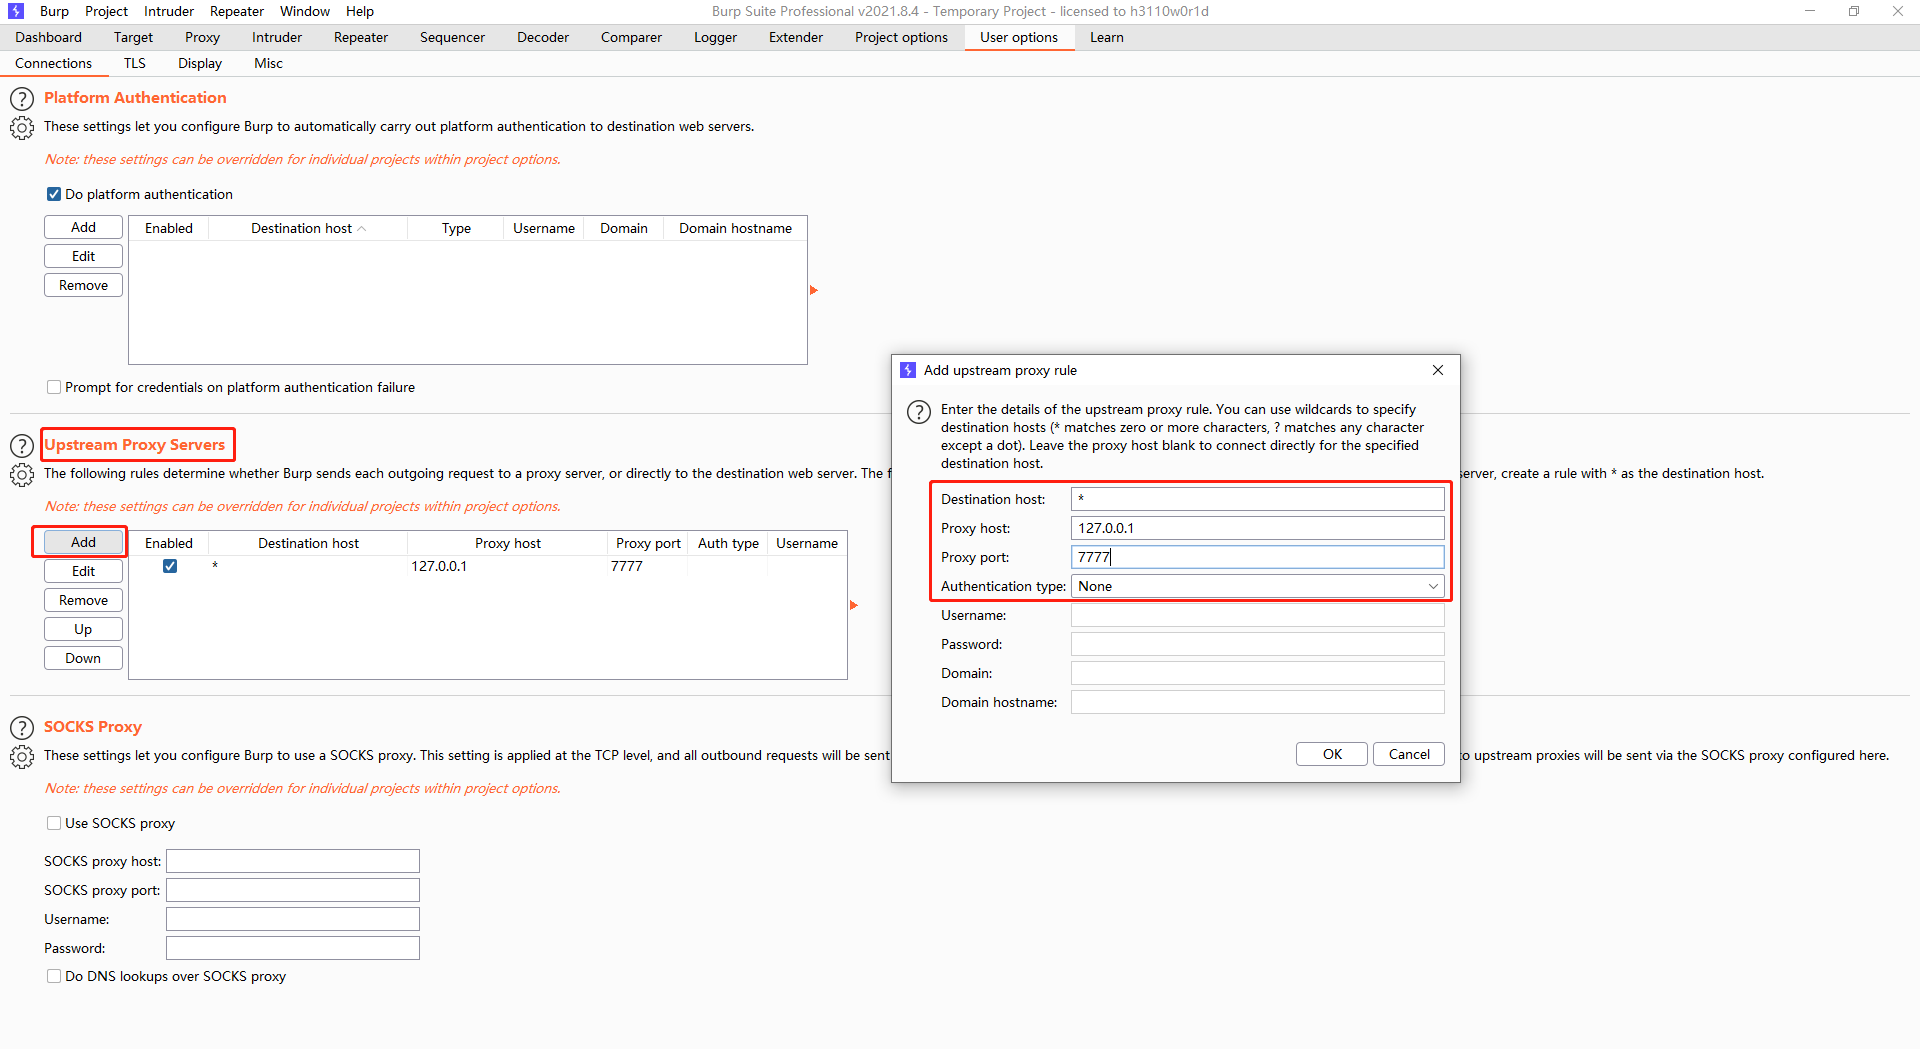 Burp Project Intruder Repeater Window Help
Burp Suite Professional v2021.8.4 - Temporary Project - licensed to h3110w0r1d
Dashboard Target Proxy Intruder Repeater Sequencer Decoder Comparer Logger Extender Project options User options Learn
Connections TLS Display Misc
Platform Authentication
These settings let you configure Burp to automatically carry out platform authentication to destination web servers.
Note: these settings can be overridden for individual projects within project options.
Do platform authentication
Add
Edit
Remove
Enabled Destination host Type Username Domain Domain hostname
Prompt for credentials on platform authentication failure
Upstream Proxy Servers
The following rules determine whether Burp sends each outgoing request to a proxy server, or directly to the destination web server. The f
server, create a rule with * as the destination host.
Note: these settings can be overridden for individual projects within project options.
Add
Edit
Remove
Up
Down
Enabled Destination host Proxy host Proxy port Auth type Username
* 127.0.0.1 7777
SOCKS Proxy
These settings let you configure Burp to use a SOCKS proxy. This setting is applied at the TCP level, and all outbound requests will be sent
to upstream proxies will be sent via the SOCKS proxy configured here.
Note: these settings can be overridden for individual projects within project options.
Use SOCKS proxy
SOCKS proxy host:
SOCKS proxy port:
Username:
Password:
Do DNS lookups over SOCKS proxy
Add upstream proxy rule
Enter the details of the upstream proxy rule. You can use wildcards to specify
destination hosts (* matches zero or more characters, ? matches any character
except a dot). Leave the proxy host blank to connect directly for the specified
destination host.
Destination host: *
Proxy host: 127.0.0.1
Proxy port: 7777
Authentication type: None
Username:
Password:
Domain:
Domain hostname:
OK Cancel